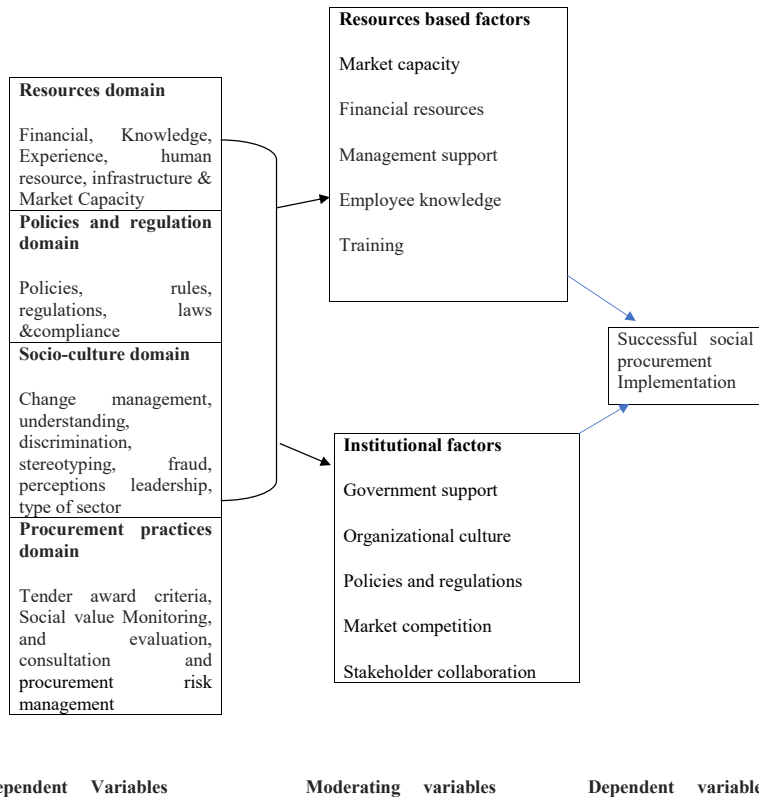 Resources domain
Financial, Knowledge,
Experience, human
resource, infrastructure &
Market Capacity
Policies and regulation
domain
Policies, rules,
regulations, laws
&compliance
Socio-culture domain
Change management,
understanding,
discrimination,
stereotyping, fraud,
perceptions leadership,
type of sector
Procurement practices
domain
Tender award criteria,
Social value Monitoring,
and evaluation,
consultation and
procurement risk
management
Resources based factors
Market capacity
Financial resources
Management support
Employee knowledge
Training
Institutional factors
Government support
Organizational culture
Policies and regulations
Market competition
Stakeholder collaboration
Successful social
procurement
Implementation
Variables
Moderating variables
Dependent